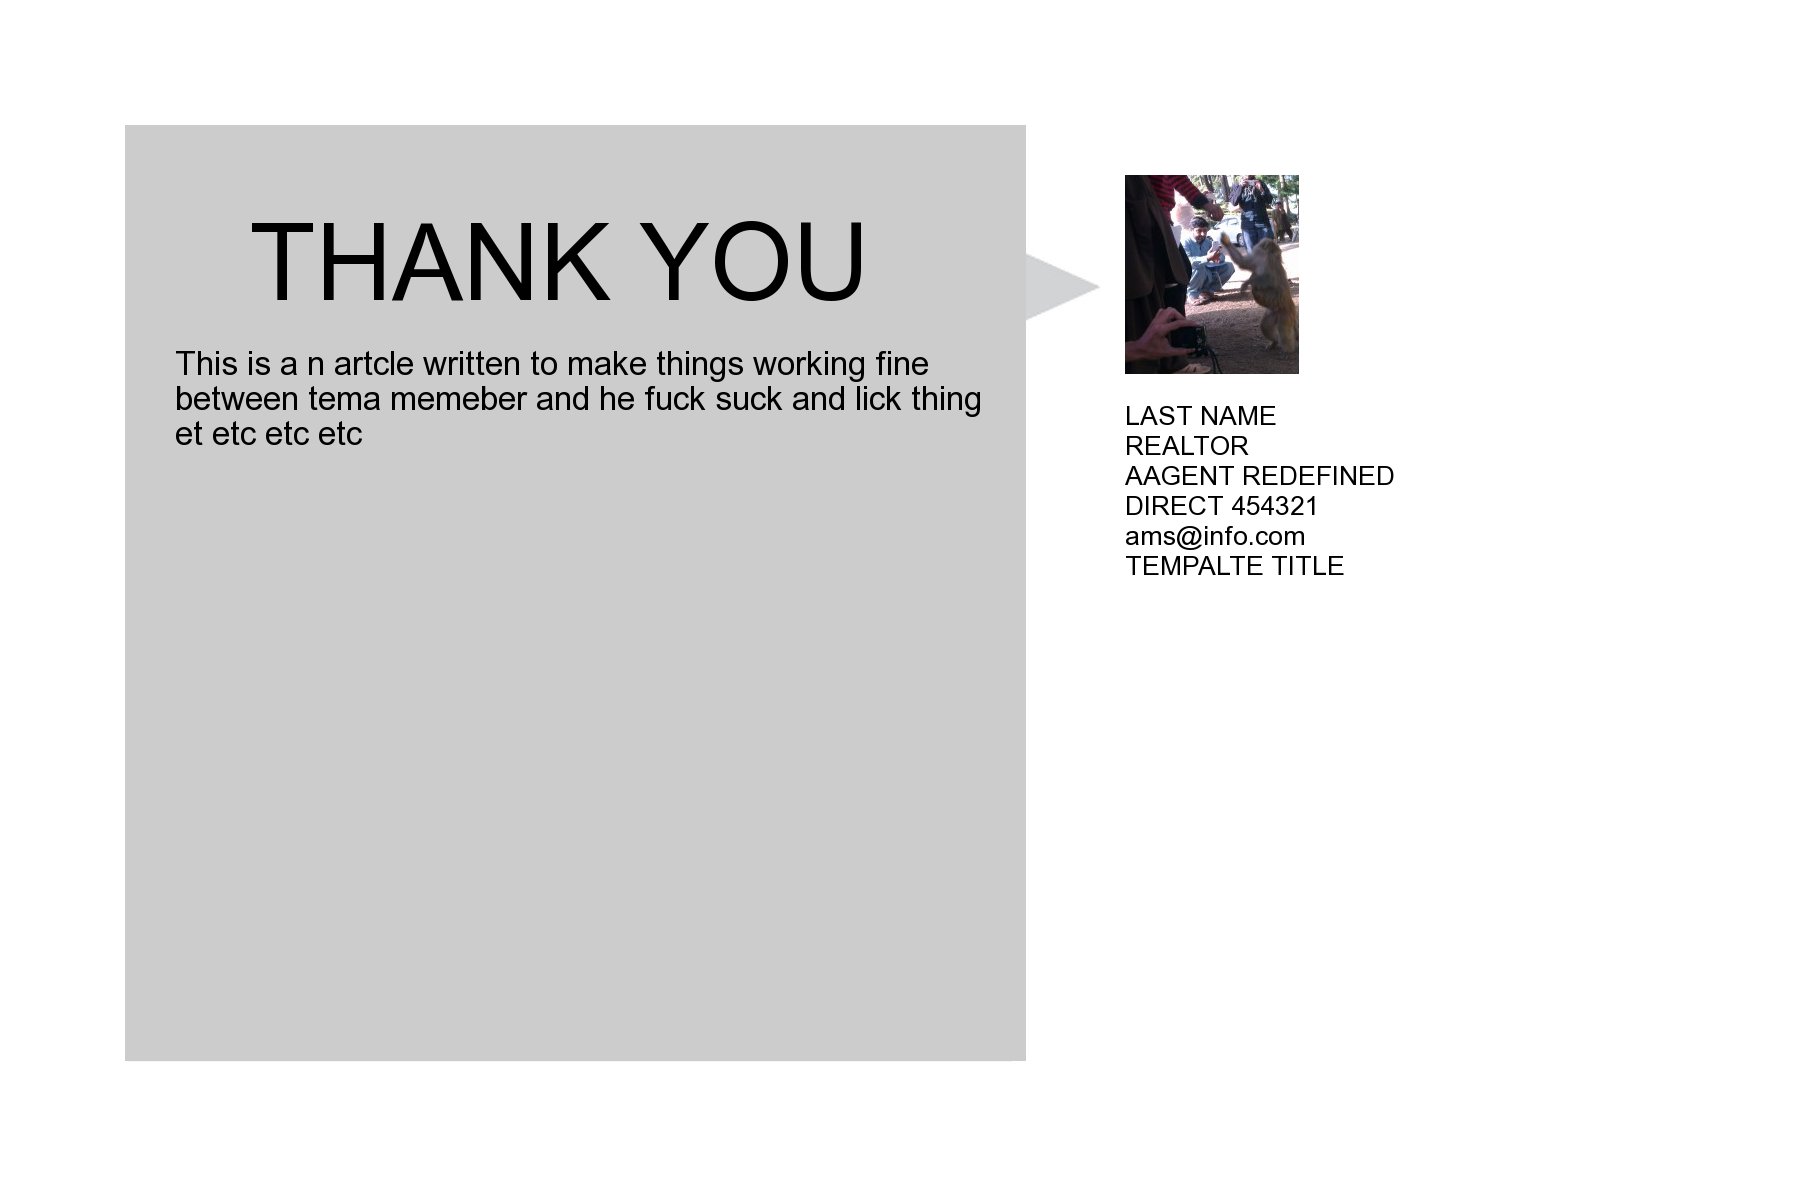 THANK YOU
This is a n artcle written to make things working fine
between tema memeber and he fuck suck and lick thing
et etc etc etc
LAST NAME
REALTOR
AAGENT REDEFINED
DIRECT 454321
ams@info.com
TEMPALTE TITLE